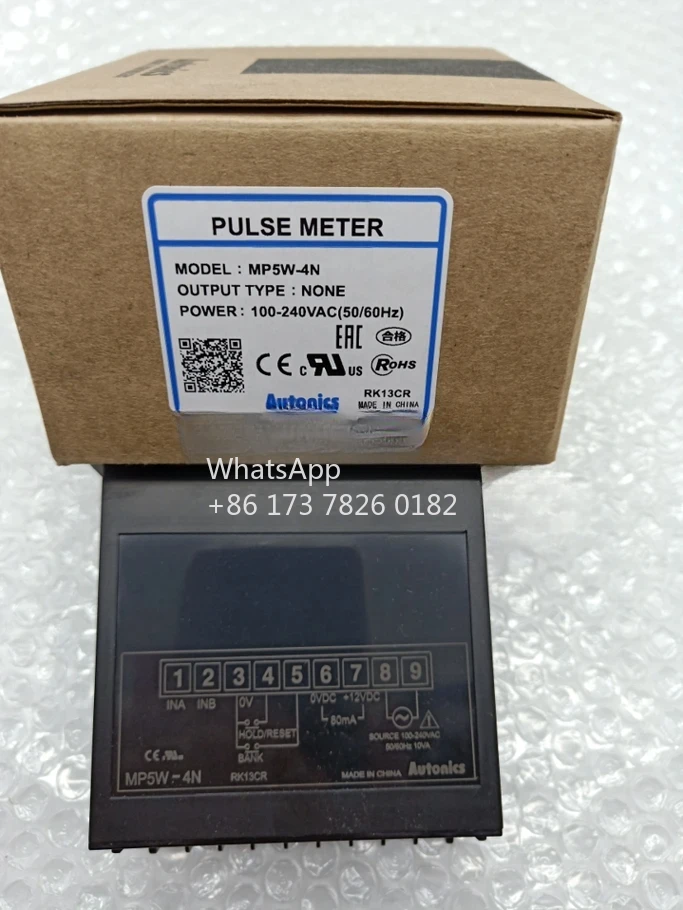 PULSE METER
MODEL : MP5W-4N
OUTPUT TYPE : NONE
POWER : 100-240VAC(50/60Hz)
EAC 合格
CE c UR us RoHS
Autonics RK13CR
MADE IN CHINA
WhatsApp
+86 173 7826 0182
1 2 3 4 5 6 7 8 9
INA INB 0V 0VDC +12VDC
80mA
HOLD/RESET
SOURCE 100-240VAC
50/60Hz 10VA
BANK
CE
MP5W-4N RK13CR MADE IN CHINA Autonics